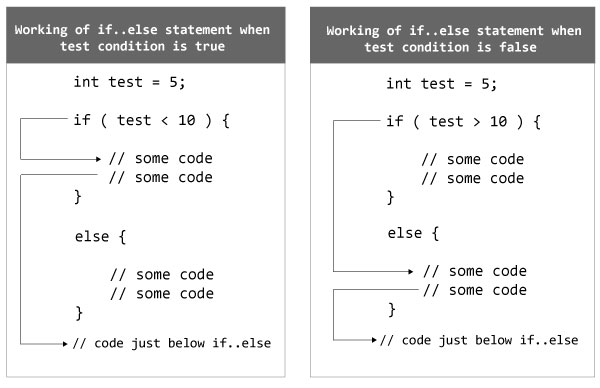 Working of if..else statement when
test condition is true
int test = 5;
if ( test < 10 ) {
// some code
// some code
}
else {
// some code
// some code
}
// code just below if..else
Working of if..else statement when
test condition is false
int test = 5;
if ( test > 10 ) {
// some code
// some code
}
else {
// some code
// some code
}
// code just below if..else